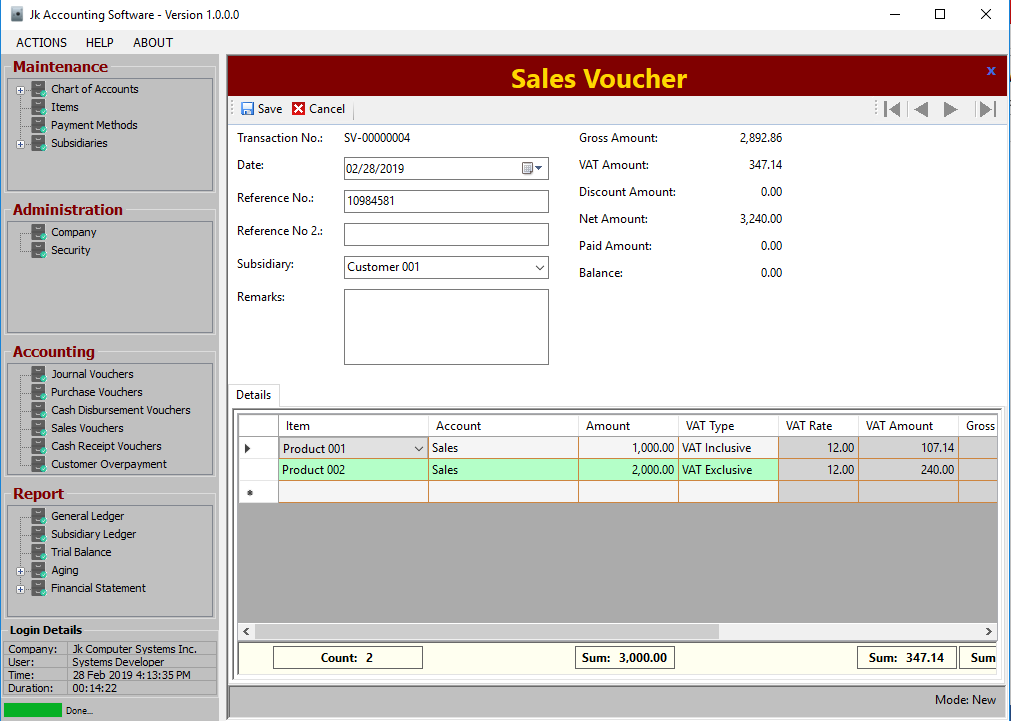 Jk Accounting Software - Version 1.0.0.0
ACTIONS HELP ABOUT
Maintenance
Chart of Accounts
Items
Payment Methods
Subsidiaries
Administration
Company
Security
Accounting
Journal Vouchers
Purchase Vouchers
Cash Disbursement Vouchers
Sales Vouchers
Cash Receipt Vouchers
Customer Overpayment
Report
General Ledger
Subsidiary Ledger
Trial Balance
Aging
Financial Statement
Login Details
Company: Jk Computer Systems Inc.
User: Systems Developer
Time: 28 Feb 2019 4:13:35 PM
Duration: 00:14:22
Done...
Sales Voucher
x
Save Cancel
Transaction No.: SV-00000004
Date: 02/28/2019
Reference No.: 10984581
Reference No 2.:
Subsidiary: Customer 001
Remarks:
Gross Amount: 2,892.86
VAT Amount: 347.14
Discount Amount: 0.00
Net Amount: 3,240.00
Paid Amount: 0.00
Balance: 0.00
Details
Item Account Amount VAT Type VAT Rate VAT Amount Gross
Product 001 Sales 1,000.00 VAT Inclusive 12.00 107.14
Product 002 Sales 2,000.00 VAT Exclusive 12.00 240.00
Count: 2 Sum: 3,000.00 Sum: 347.14 Sum
Mode: New